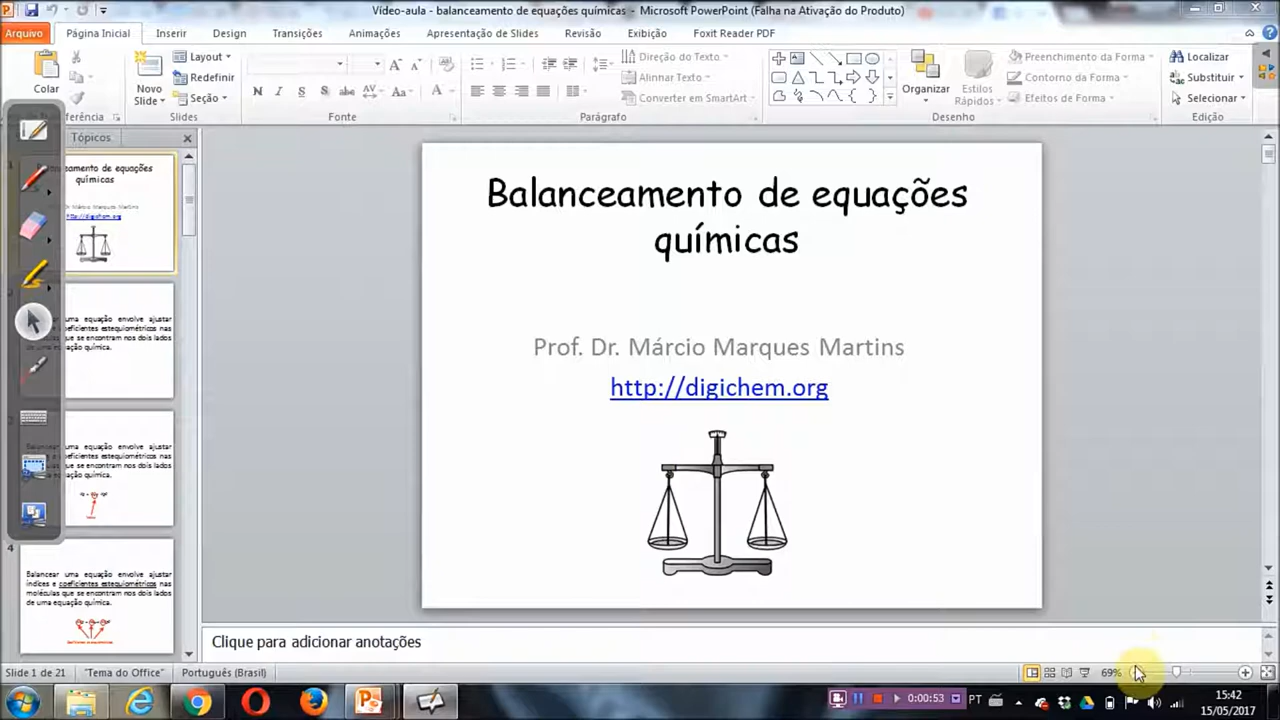 Vídeo-aula - balanceamento de equações químicas - Microsoft PowerPoint (Falha na Ativação do Produto)
Arquivo Página Inicial Inserir Design Transições Animações Apresentação de Slides Revisão Exibição Foxit Reader PDF
Colar
Novo Slide
Layout
Redefinir
Seção
N I S S abc AV Aa A
Direção do Texto
Alinhar Texto
Converter em SmartArt
Organizar
Estilos Rápidos
Preenchimento da Forma
Contorno da Forma
Efeitos de Forma
Localizar
Substituir
Selecionar
Slides Fonte Parágrafo Desenho Edição
Tópicos
Balanceamento de equações
químicas
Prof. Dr. Márcio Marques Martins
http://digichem.org
4
Balancear uma equação envolve ajustar
índices e coeficientes estequiométricos nas
moléculas que se encontram nos dois lados
de uma equação química.
Clique para adicionar anotações
Slide 1 de 21 "Tema do Office" Português (Brasil) 69%
0:00:53 PT 15:42
15/05/2017